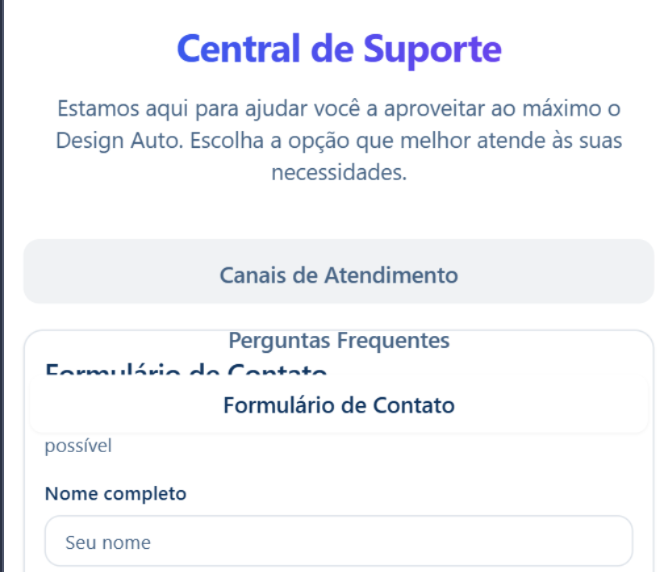 Central de Suporte
Estamos aqui para ajudar você a aproveitar ao máximo o
Design Auto. Escolha a opção que melhor atende às suas
necessidades.
Canais de Atendimento
Perguntas Frequentes
Formulário de Contato
Formulário de Contato
possível
Nome completo
Seu nome